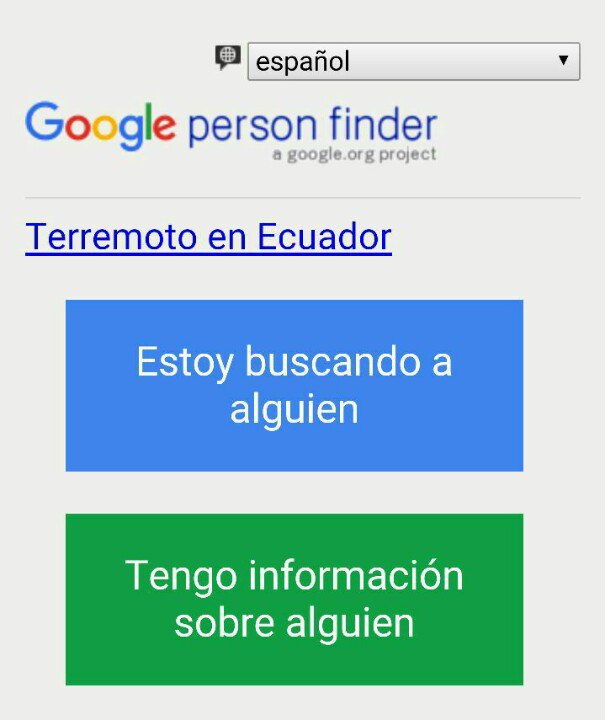 español
Google person finder
a google.org project
Terremoto en Ecuador
Estoy buscando a
alguien
Tengo información
sobre alguien